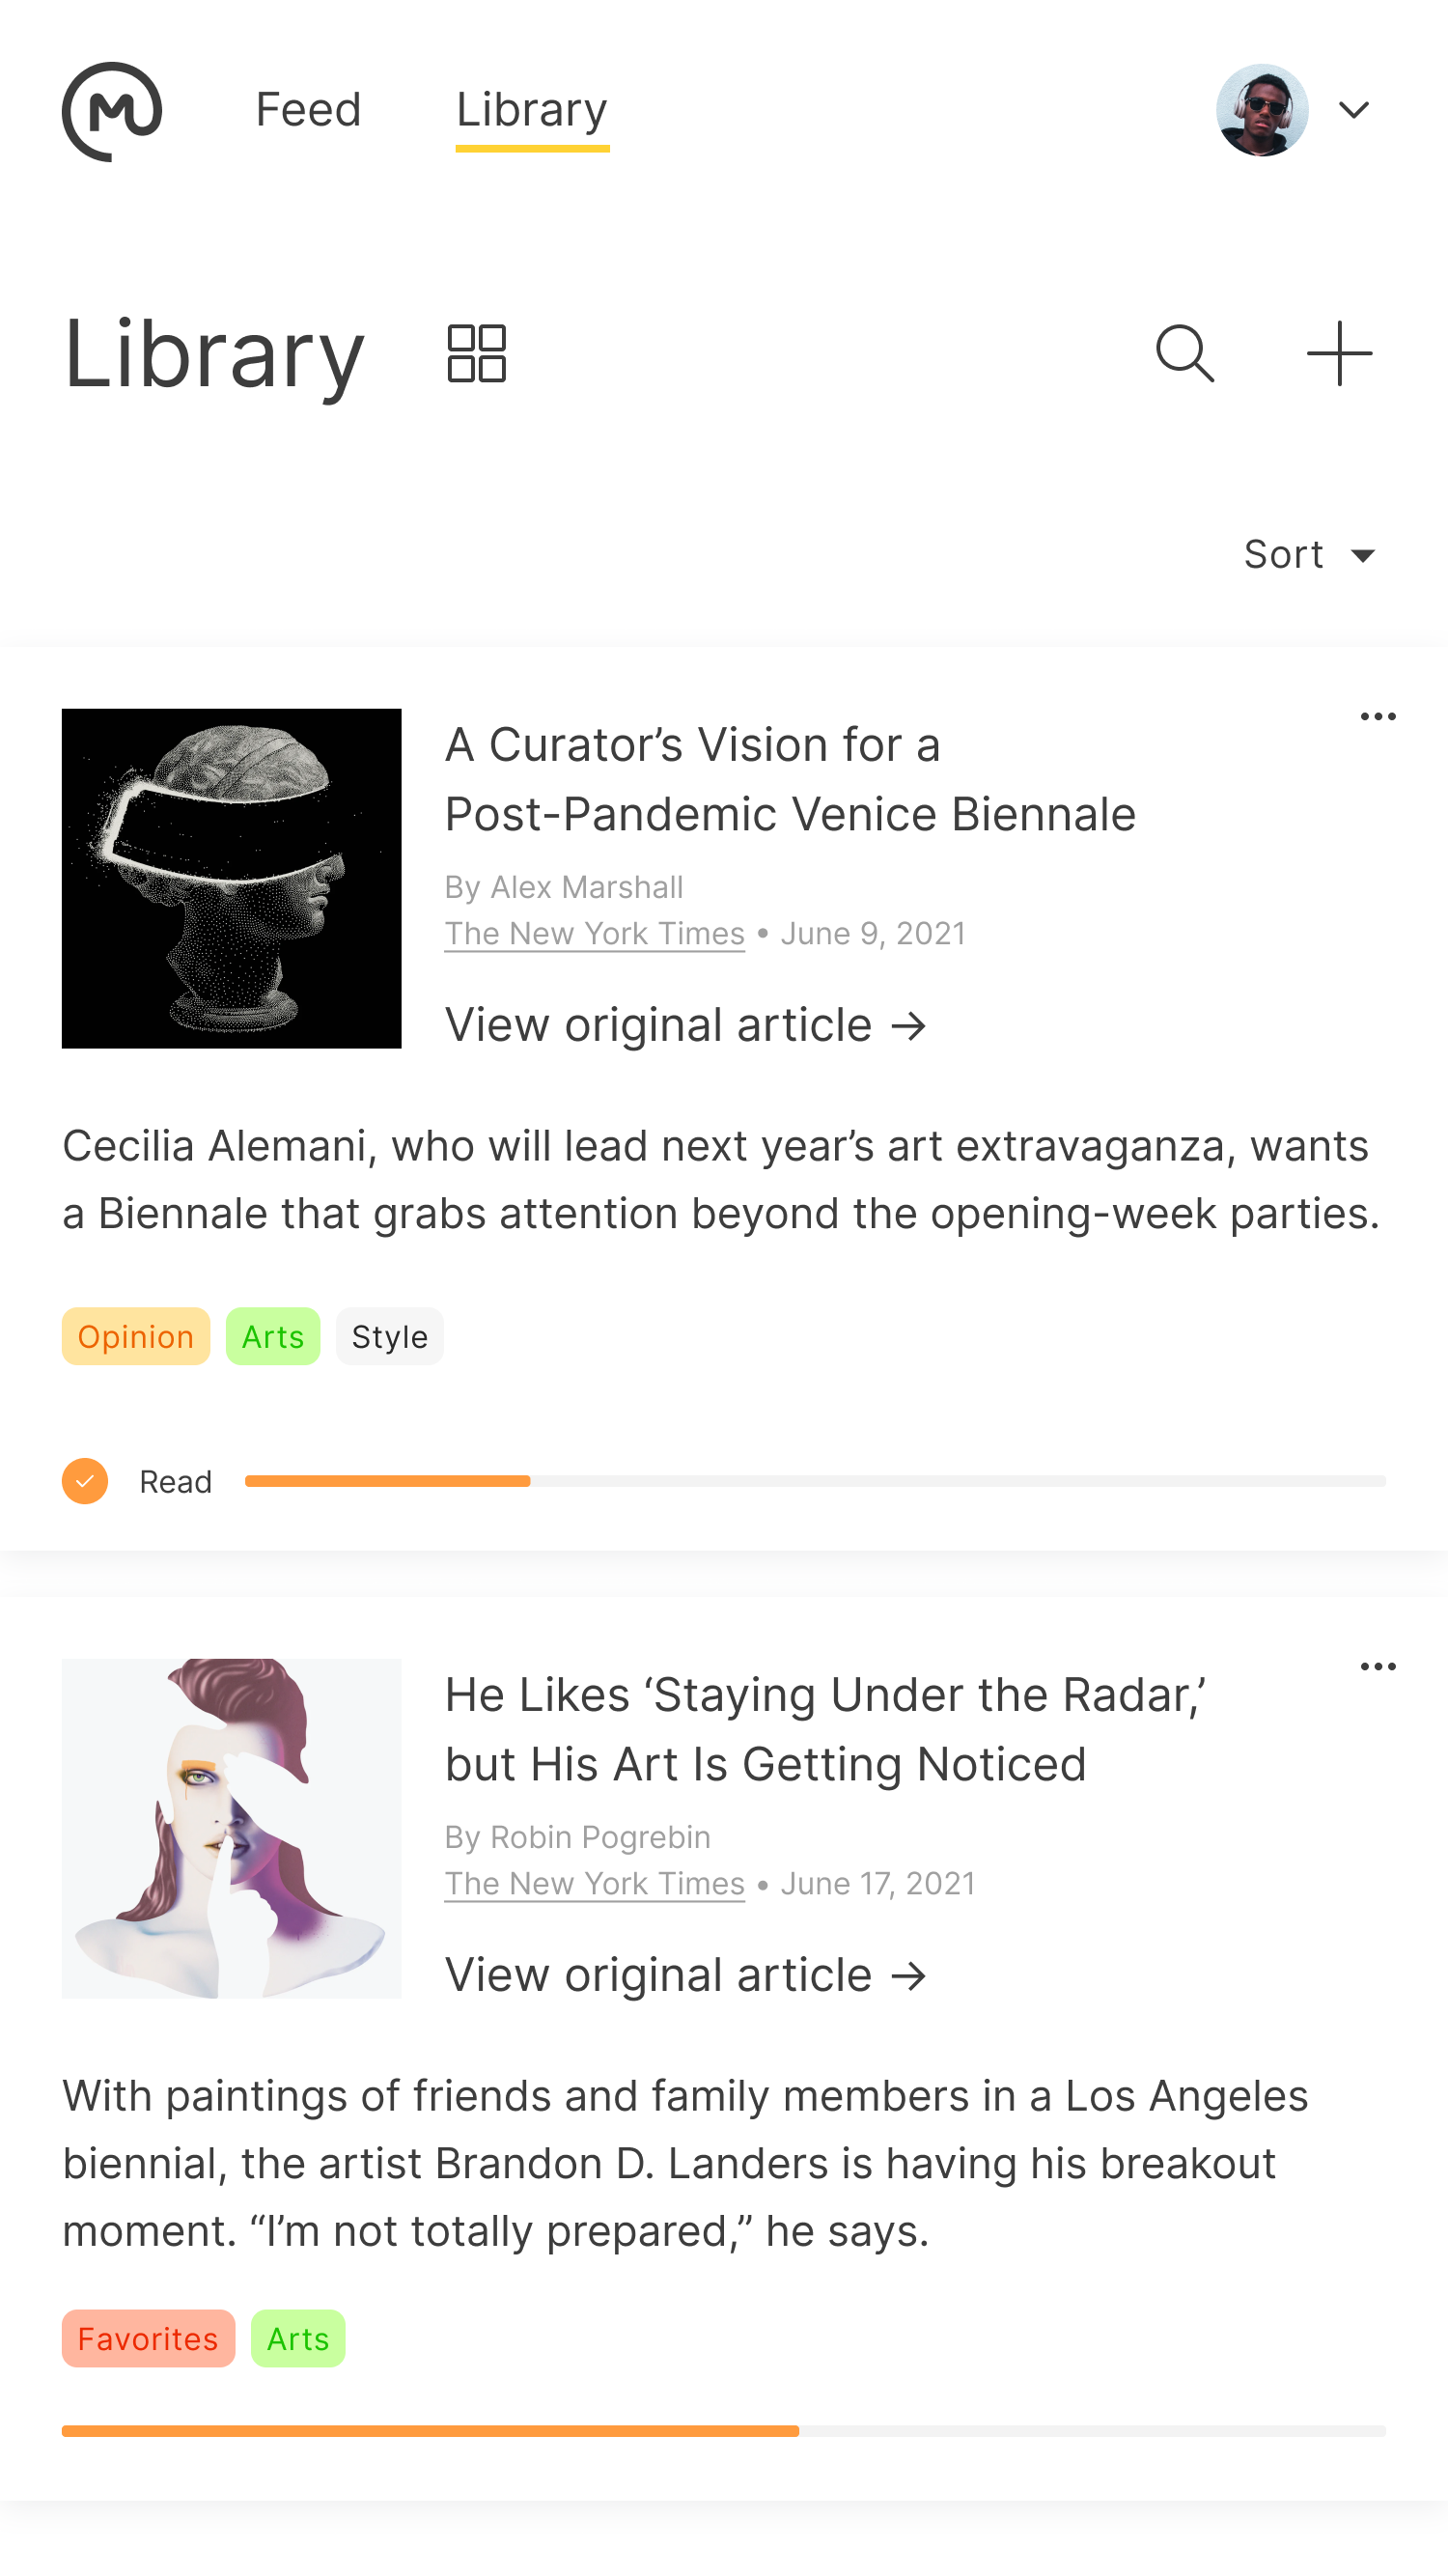 M
Feed
Library
Library
Sort
A Curator’s Vision for a
Post-Pandemic Venice Biennale
By Alex Marshall
The New York Times • June 9, 2021
View original article →
Cecilia Alemani, who will lead next year’s art extravaganza, wants
a Biennale that grabs attention beyond the opening-week parties.
Opinion
Arts
Style
Read
He Likes ‘Staying Under the Radar,’
but His Art Is Getting Noticed
By Robin Pogrebin
The New York Times • June 17, 2021
View original article →
With paintings of friends and family members in a Los Angeles
biennial, the artist Brandon D. Landers is having his breakout
moment. “I’m not totally prepared,” he says.
Favorites
Arts